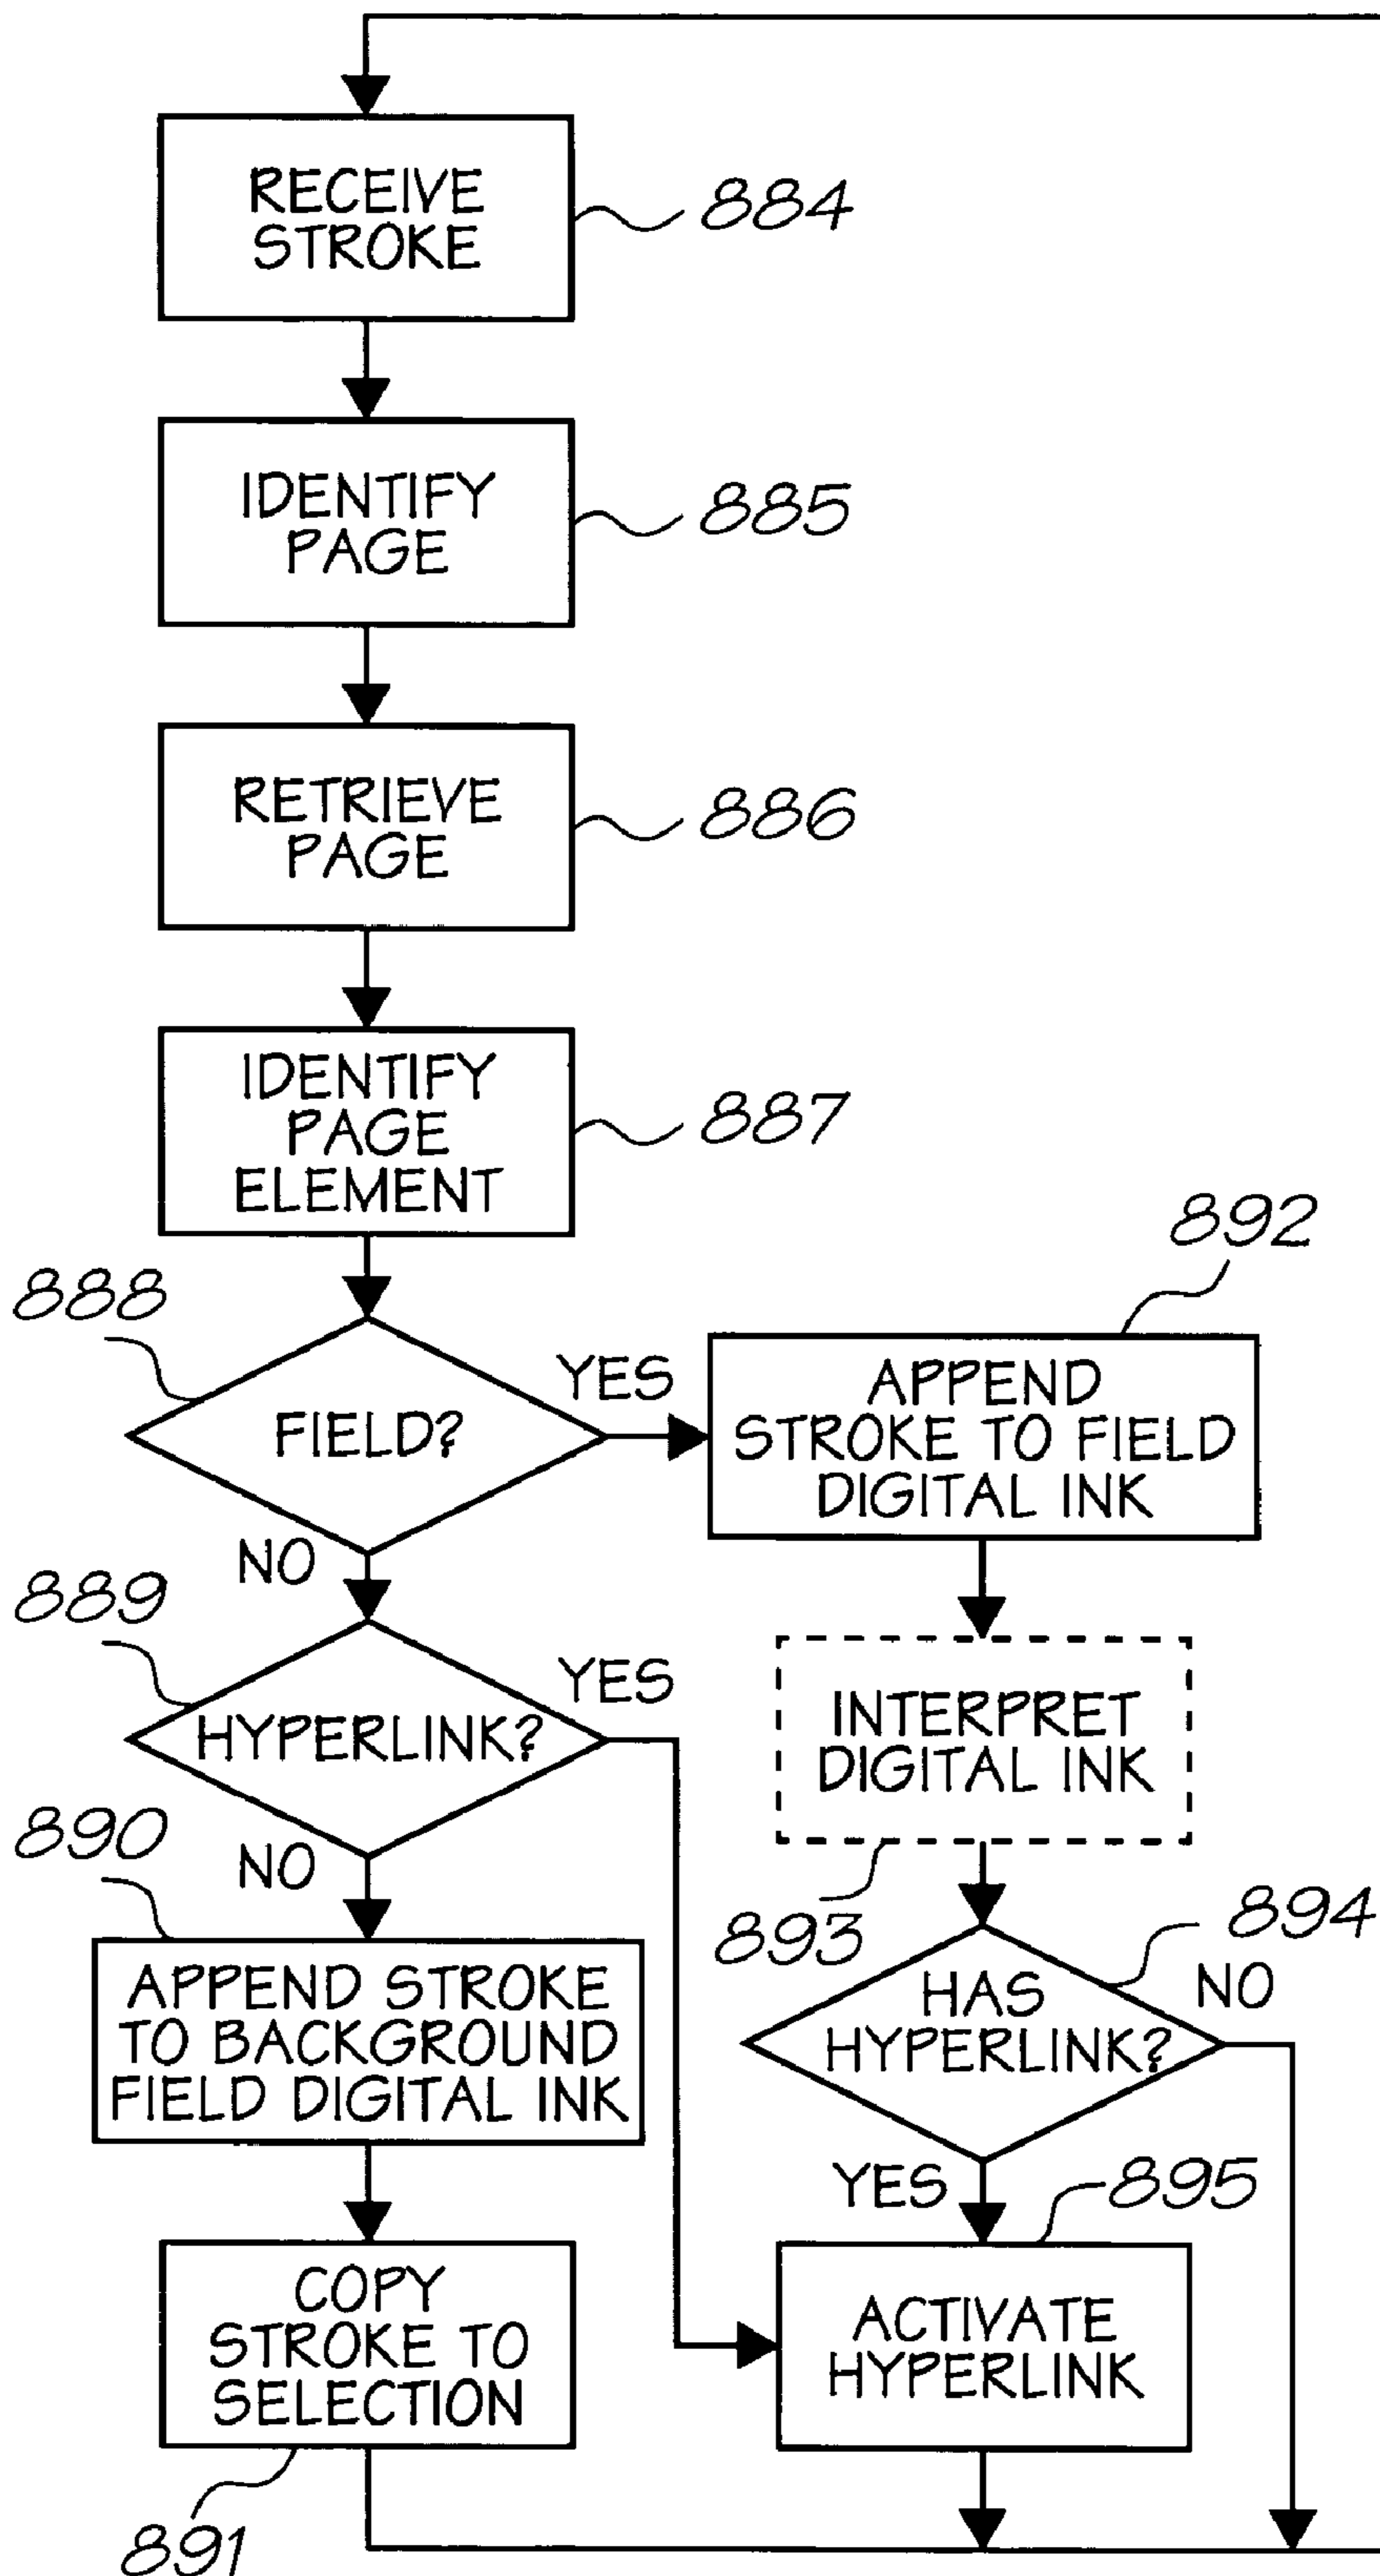 RECEIVE
STROKE
884
IDENTIFY
PAGE
885
RETRIEVE
PAGE
886
IDENTIFY
PAGE
ELEMENT
887
888
FIELD?
YES
NO
892
APPEND
STROKE TO FIELD
DIGITAL INK
889
HYPERLINK?
YES
NO
INTERPRET
DIGITAL INK
893
890
APPEND STROKE
TO BACKGROUND
FIELD DIGITAL INK
894
HAS
HYPERLINK?
NO
YES
895
COPY
STROKE TO
SELECTION
891
ACTIVATE
HYPERLINK